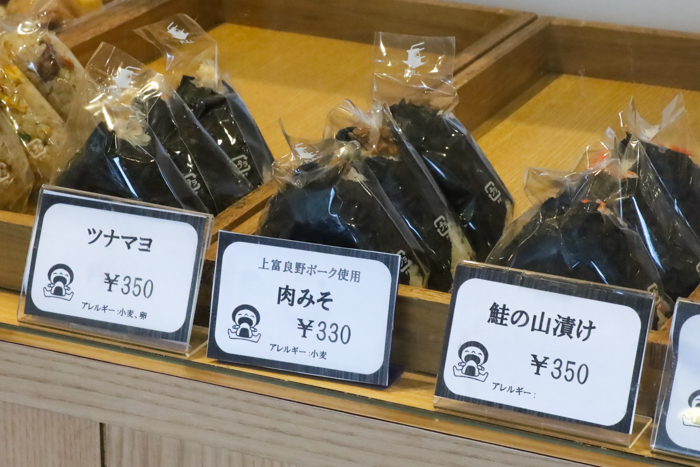 ツナマヨ
¥350
アレルギー:小麦、卵
上富良野ポーク使用
肉みそ
¥330
アレルギー:小麦
鮭の山漬け
¥350
アレルギー: